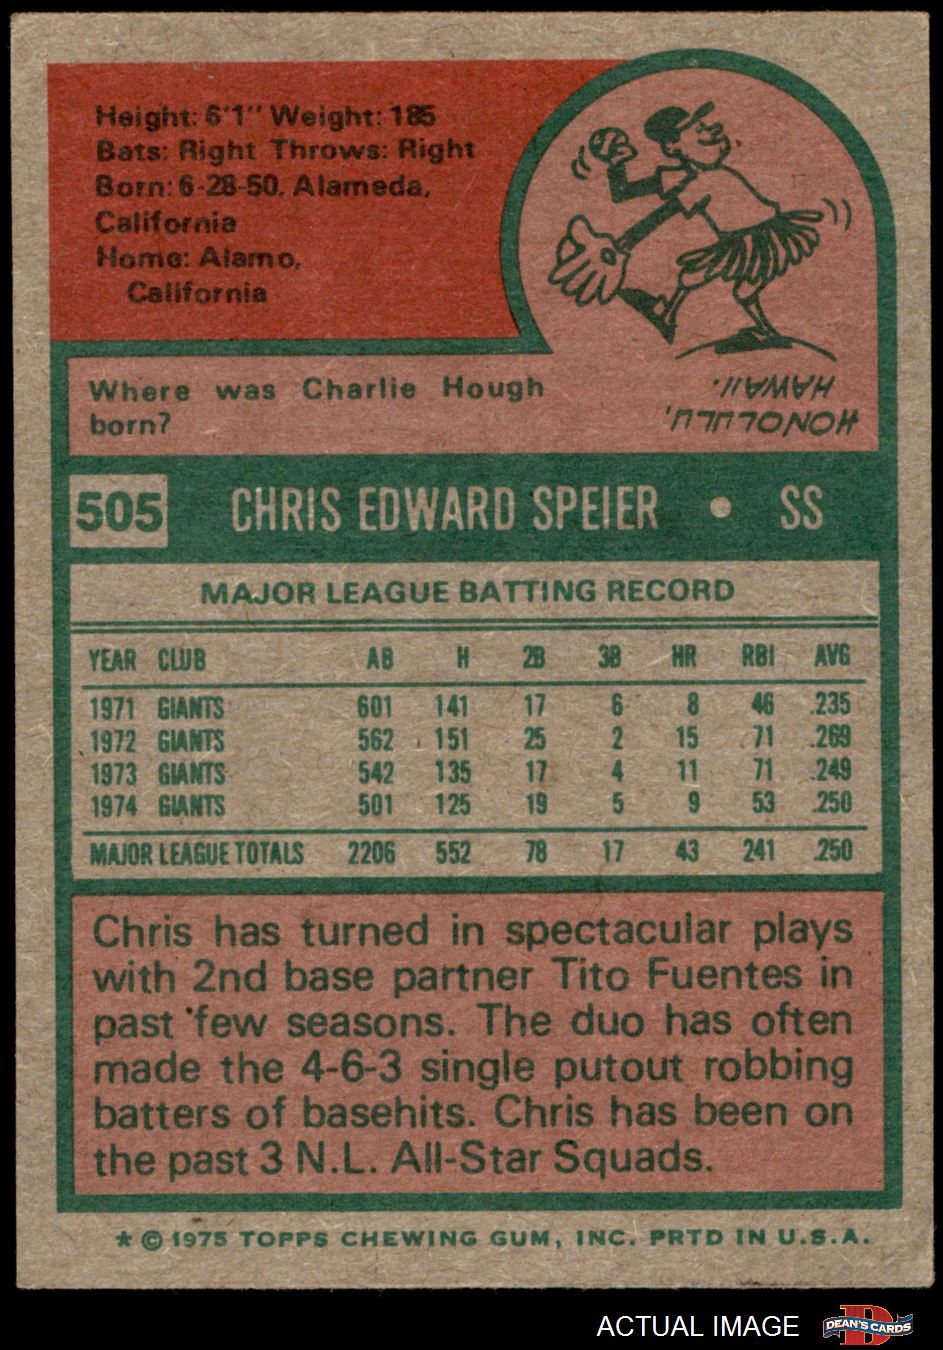 Height: 6'1" Weight: 185
Bats: Right Throws: Right
Born: 6-28-50, Alameda,
California
Home: Alamo,
California
Where was Charlie Hough
born?
HONOLULU,
HAWAII.
505 CHRIS EDWARD SPEIER • SS
MAJOR LEAGUE BATTING RECORD
YEAR CLUB AB H 2B 3B HR RBI AVG
1971 GIANTS 601 141 17 6 8 46 .235
1972 GIANTS 562 151 25 2 15 71 .269
1973 GIANTS 542 135 17 4 11 71 .249
1974 GIANTS 501 125 19 5 9 53 .250
MAJOR LEAGUE TOTALS 2206 552 78 17 43 241 .250
Chris has turned in spectacular plays
with 2nd base partner Tito Fuentes in
past few seasons. The duo has often
made the 4-6-3 single putout robbing
batters of basehits. Chris has been on
the past 3 N.L. All-Star Squads.
* © 1975 TOPPS CHEWING GUM, INC. PRTD IN U.S.A.
ACTUAL IMAGE DEAN'S CARDS